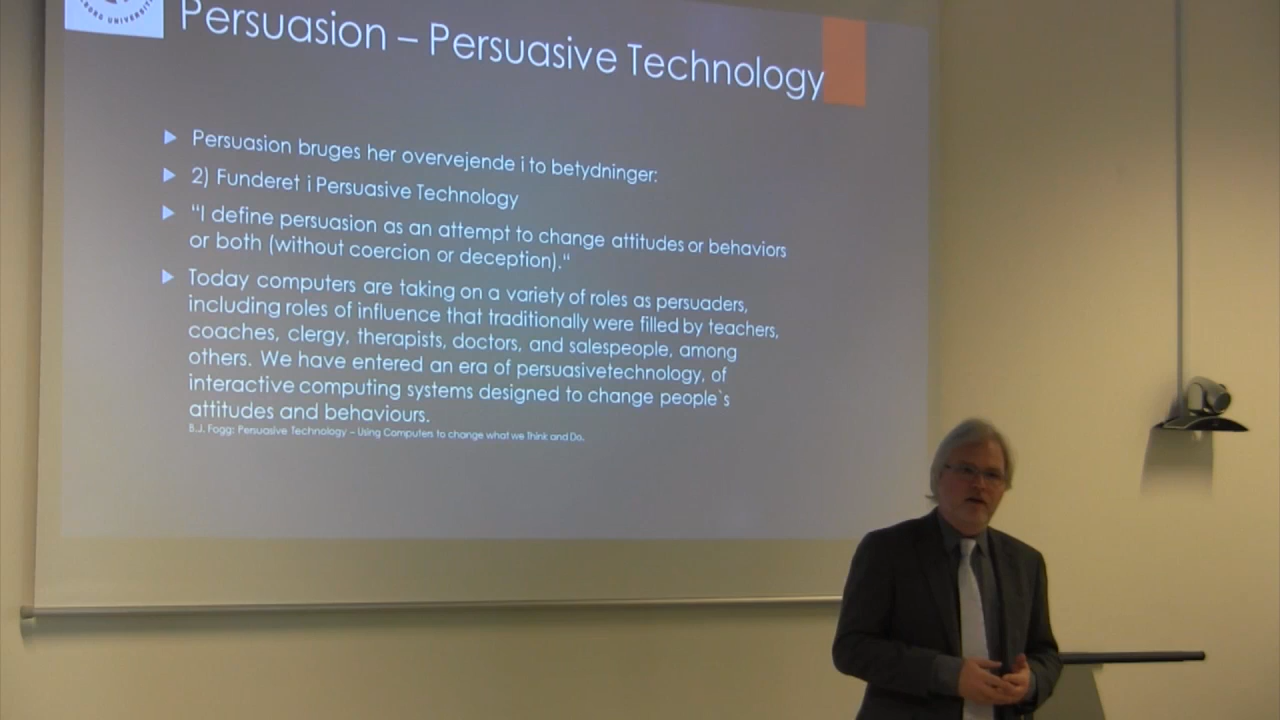 BORG UNIVERSITA
Persuasion – Persuasive Technology
Persuasion bruges her overvejende i to betydninger:
2) Funderet i Persuasive Technology
"I define persuasion as an attempt to change attitudes or behaviors
or both (without coercion or deception)."
Today computers are taking on a variety of roles as persuaders,
including roles of influence that traditionally were filled by teachers,
coaches, clergy, therapists, doctors, and salespeople, among
others. We have entered an era of persuasivetechnology, of
interactive computing systems designed to change people`s
attitudes and behaviours.
B.J. Fogg: Persuasive Technology – Using Computers to change what we Think and Do.